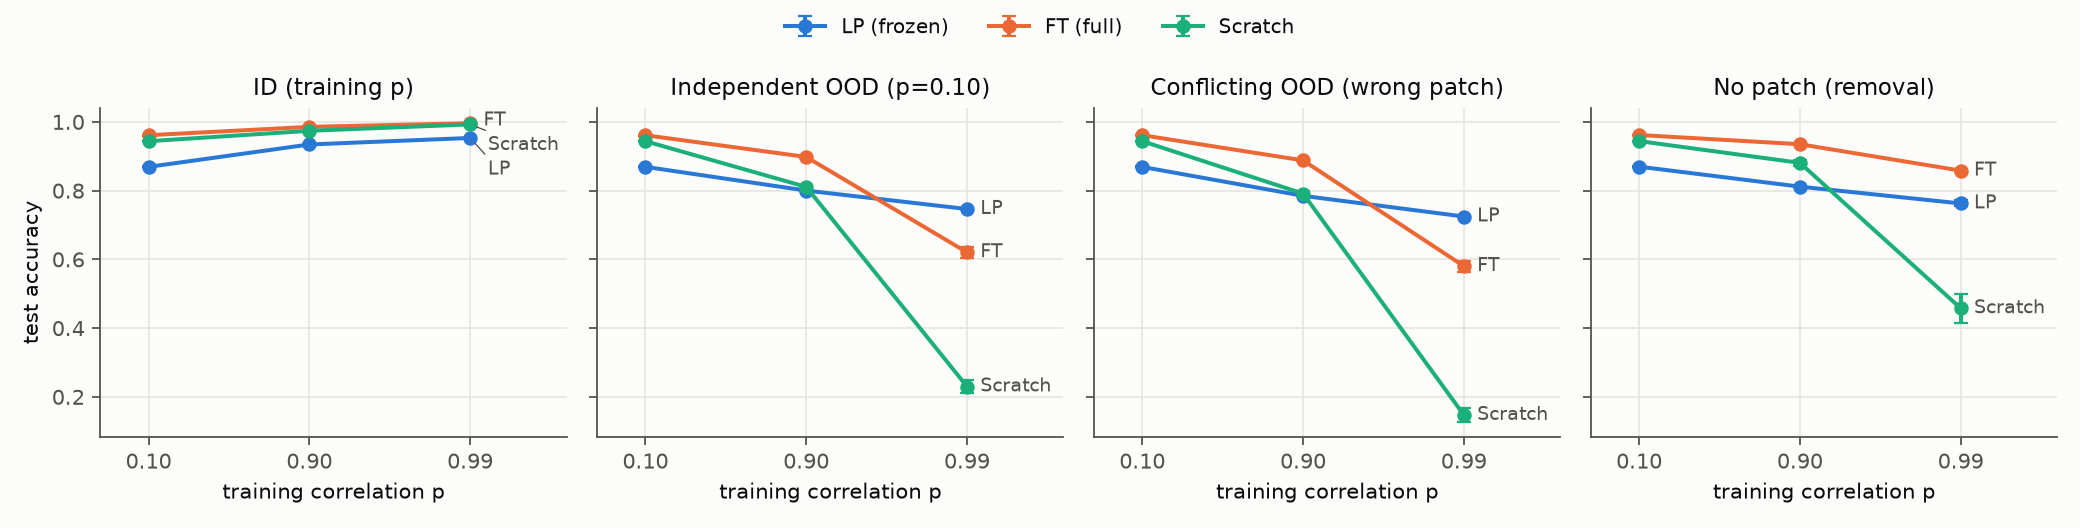 LP (frozen) FT (full) Scratch
ID (training p)
test accuracy
1.0
0.8
0.6
0.4
0.2
FT
Scratch
LP
0.10 0.90 0.99
training correlation p
Independent OOD (p=0.10)
LP
FT
Scratch
0.10 0.90 0.99
training correlation p
Conflicting OOD (wrong patch)
LP
FT
Scratch
0.10 0.90 0.99
training correlation p
No patch (removal)
FT
LP
Scratch
0.10 0.90 0.99
training correlation p